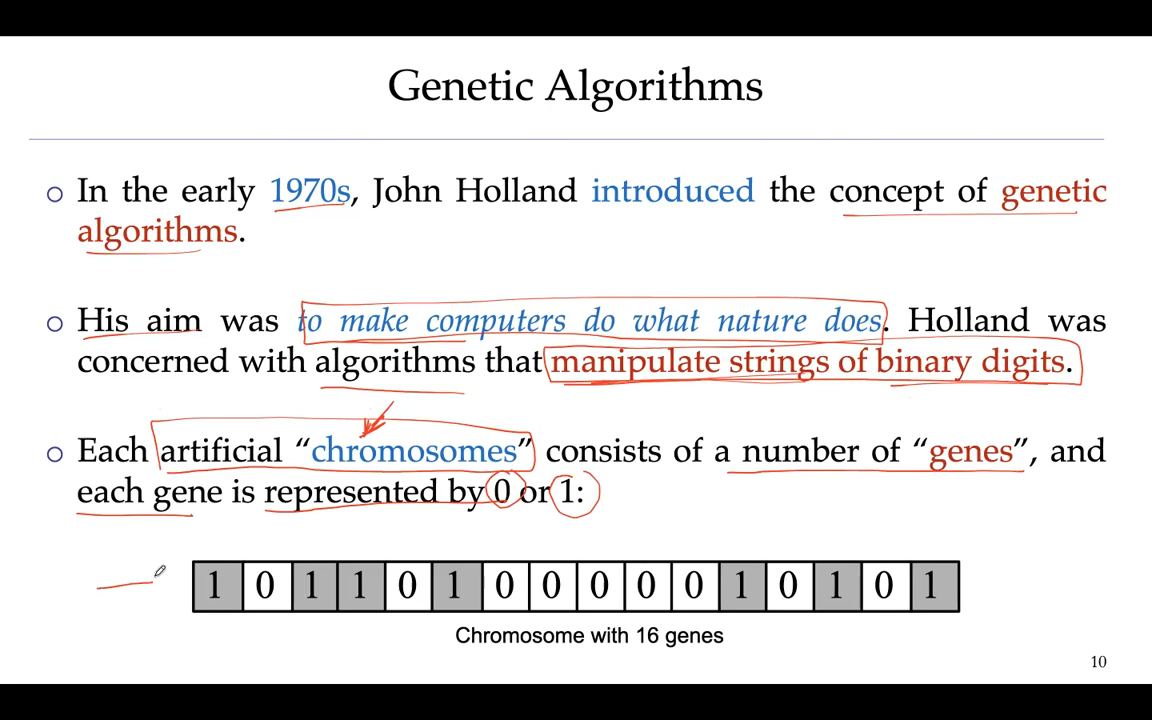 Genetic Algorithms
o In the early 1970s, John Holland introduced the concept of genetic
algorithms.
o His aim was to make computers do what nature does. Holland was
concerned with algorithms that manipulate strings of binary digits.
o Each artificial “chromosomes” consists of a number of “genes”, and
each gene is represented by 0 or 1:
1 0 1 1 0 1 0 0 0 0 0 1 0 1 0 1
Chromosome with 16 genes
10